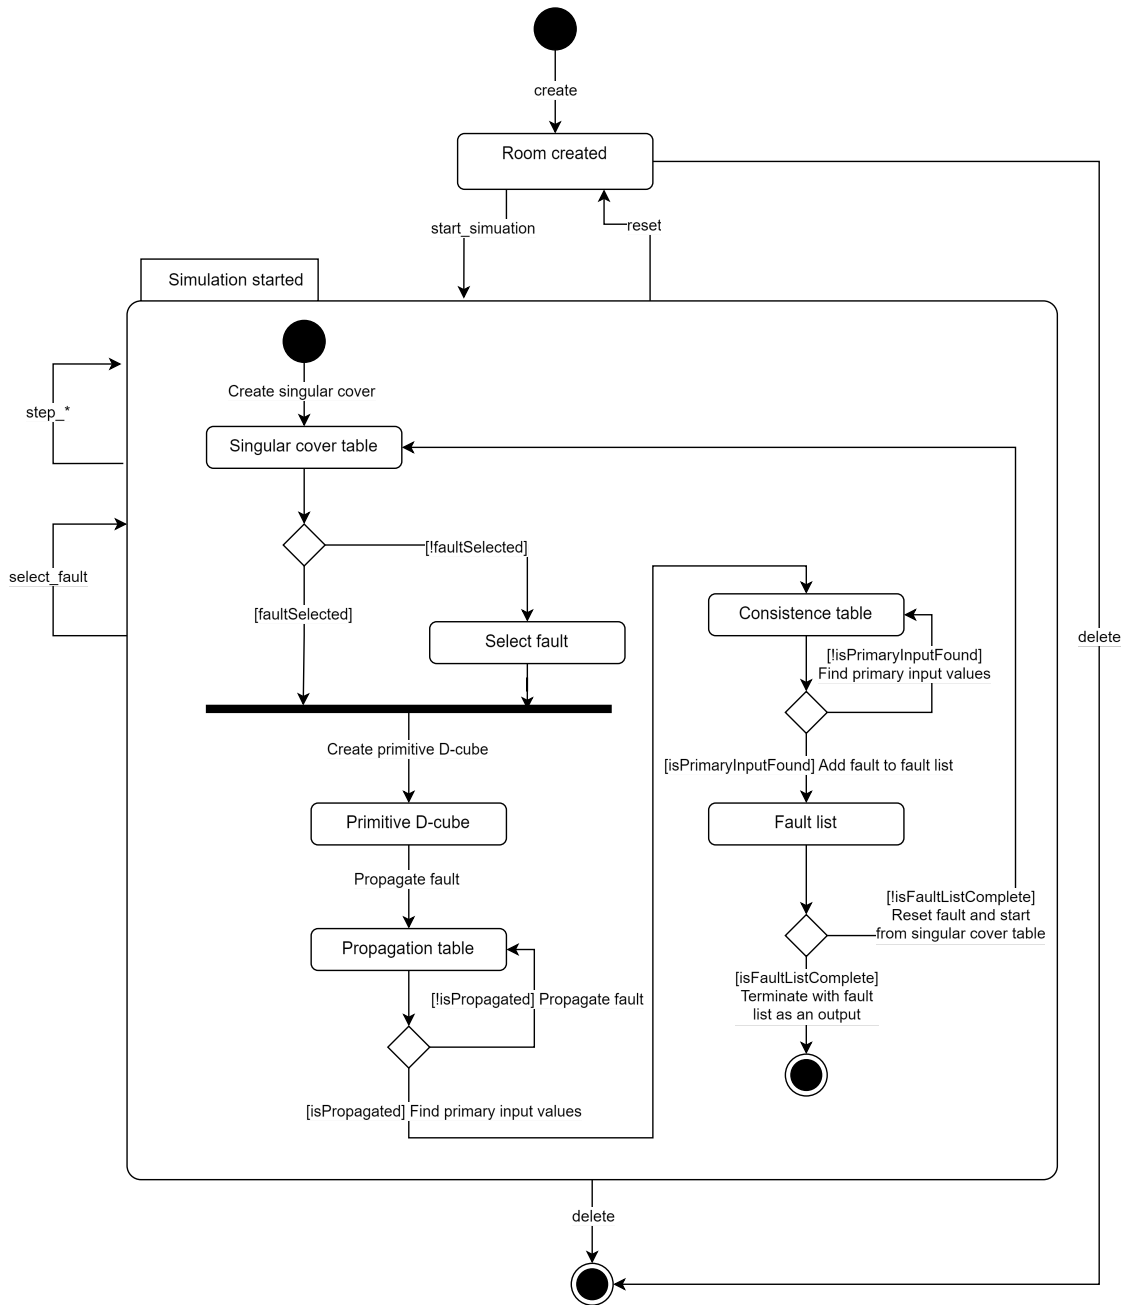 create
Room created
start_simuation
reset
Simulation started
Create singular cover
step_*
Singular cover table
[!faultSelected]
select_fault
[faultSelected]
Consistence table
Select fault
delete
[!isPrimaryInputFound]
Find primary input values
Create primitive D-cube
[isPrimaryInputFound] Add fault to fault list
Primitive D-cube
Fault list
Propagate fault
[!isFaultListComplete]
Reset fault and start
from singular cover table
Propagation table
[isFaultListComplete]
Terminate with fault
list as an output
[!isPropagated] Propagate fault
[isPropagated] Find primary input values
delete